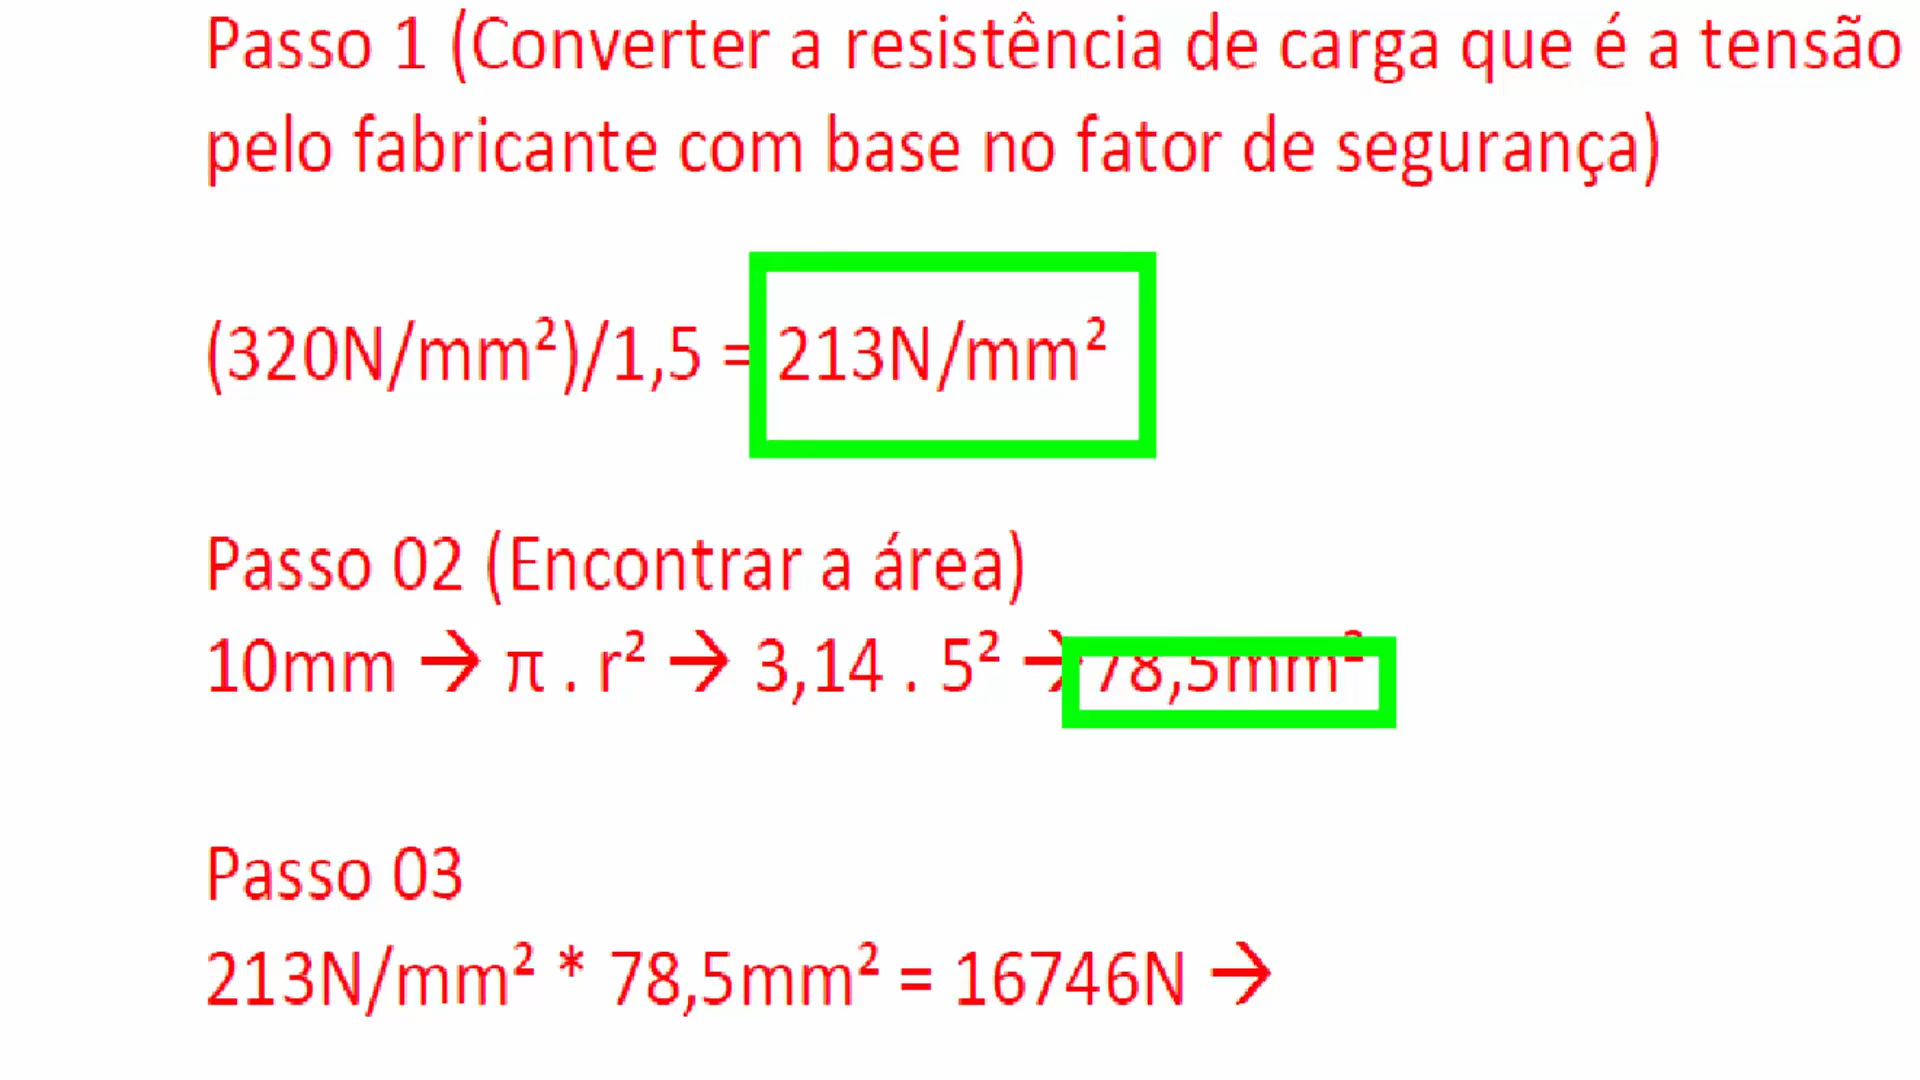 Passo 1 (Converter a resistência de carga que é a tensão
pelo fabricante com base no fator de segurança)
(320N/mm²)/1,5 = 213N/mm²
Passo 02 (Encontrar a área)
10mm → π . r² → 3,14 . 5² → 78,5mm²
Passo 03
213N/mm² * 78,5mm² = 16746N →